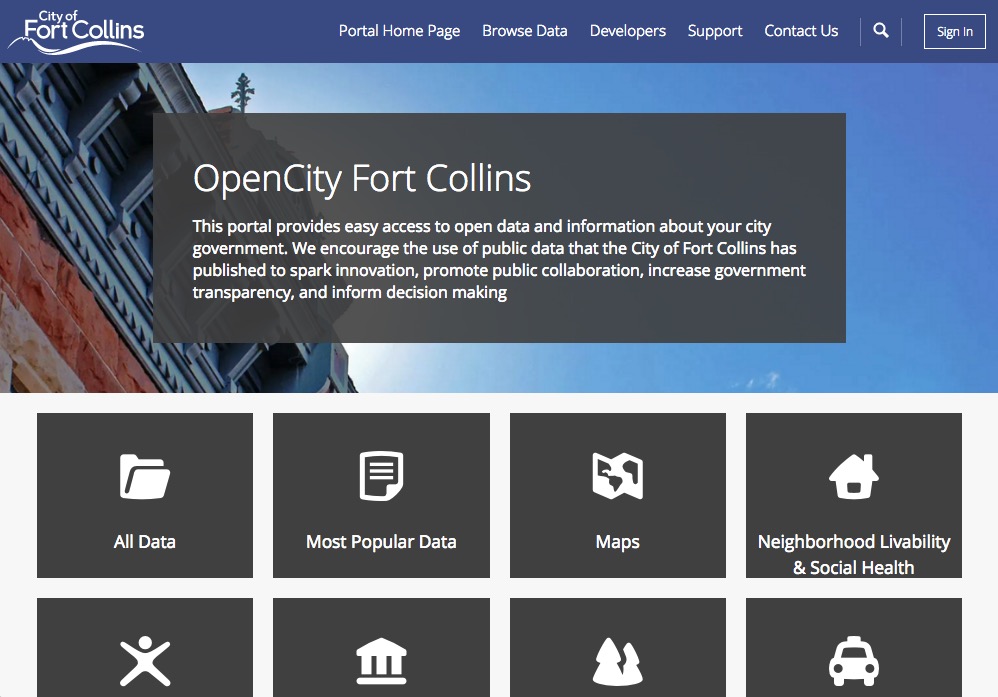 City of
Fort Collins
Portal Home Page Browse Data Developers Support Contact Us Sign In
OpenCity Fort Collins
This portal provides easy access to open data and information about your city
government. We encourage the use of public data that the City of Fort Collins has
published to spark innovation, promote public collaboration, increase government
transparency, and inform decision making
All Data
Most Popular Data
Maps
Neighborhood Livability
& Social Health